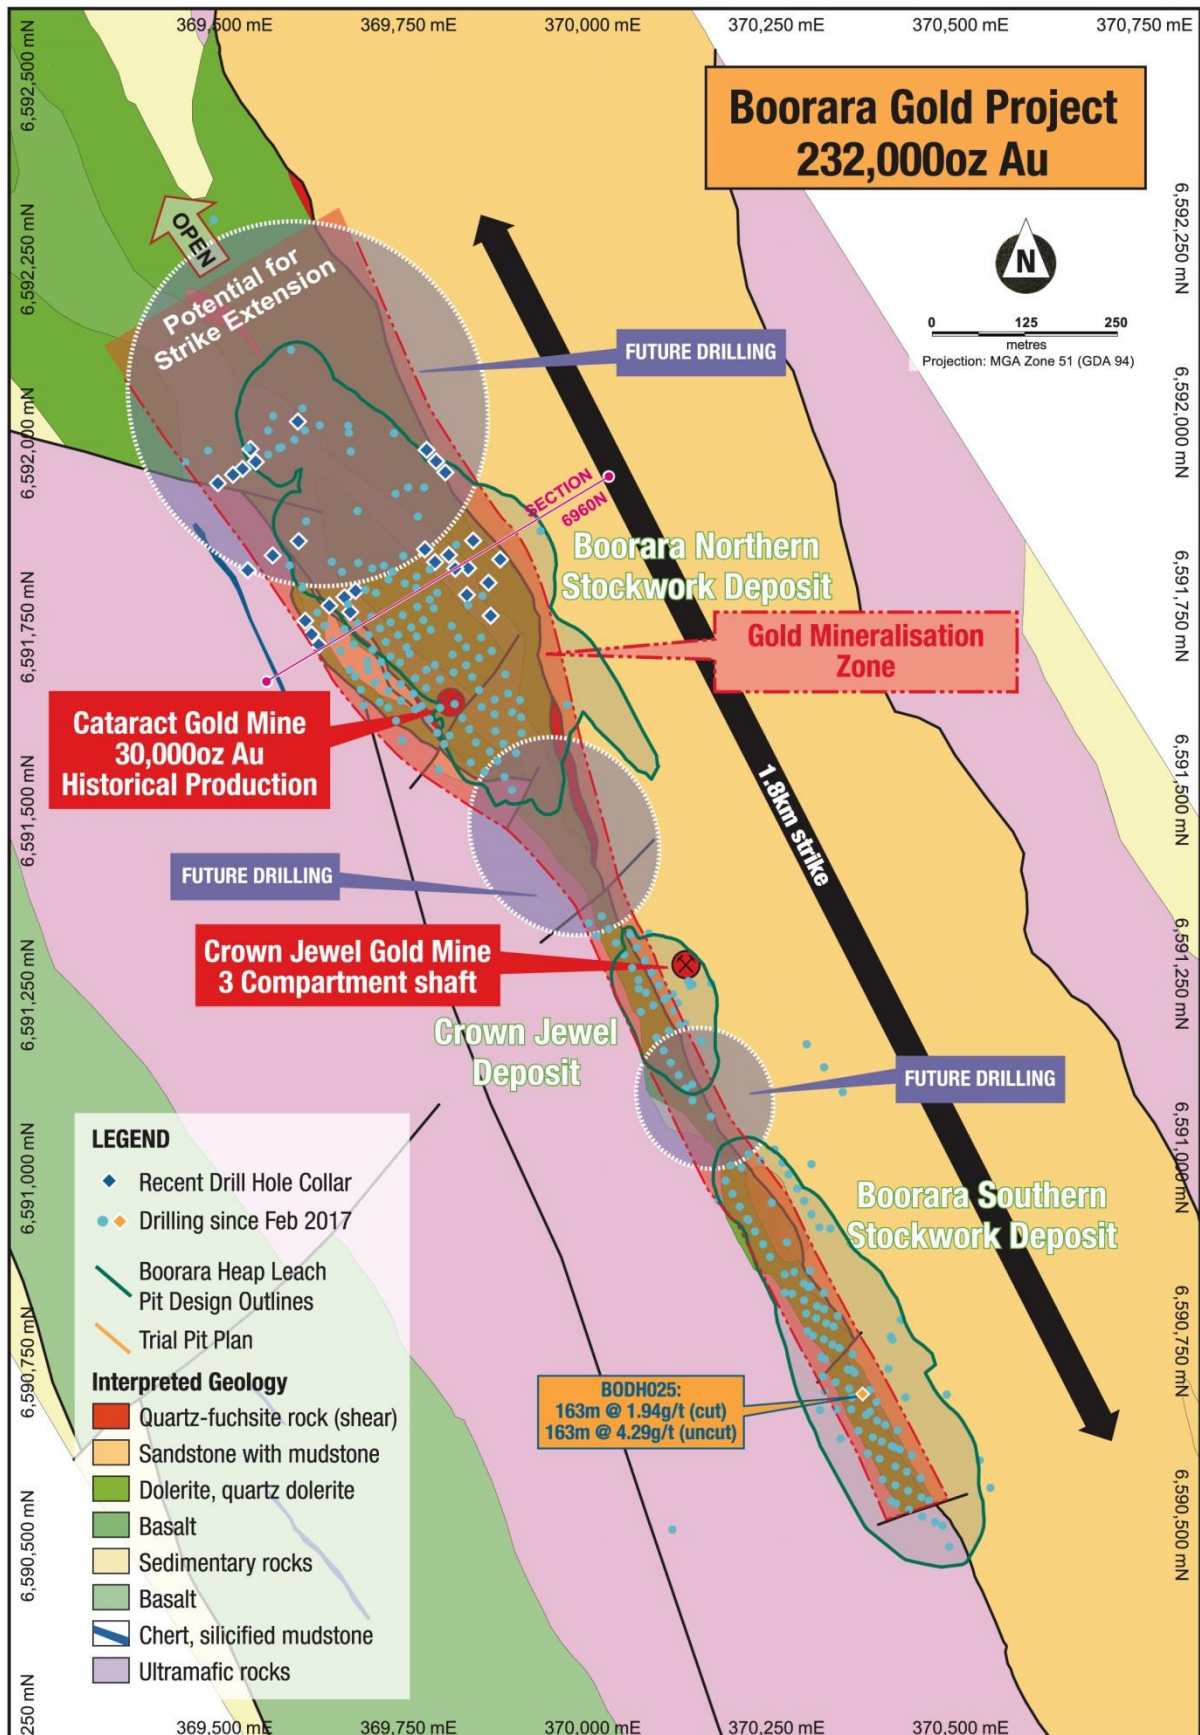 369,500 mE
369,750 mE
370,000 mE
370,250 mE
370,500 mE
370,750 mE
6,592,500 mN
6,592,250 mN
6,592,000 mN
6,591,750 mN
6,591,500 mN
6,591,250 mN
6,591,000 mN
6,590,750 mN
6,590,500 mN
250 mN
Boorara Gold Project
232,000oz Au
N
0 125 250
metres
Projection: MGA Zone 51 (GDA 94)
6,592,250 mN
6,592,000 mN
6,591,750 mN
6,591,500 mN
6,591,250 mN
6,591,000 mN
6,590,750 mN
6,590,500 mN
OPEN
Potential for
Strike Extension
FUTURE DRILLING
SECTION
6960N
Boorara Northern
Stockwork Deposit
Gold Mineralisation
Zone
Cataract Gold Mine
30,000oz Au
Historical Production
1.8km strike
FUTURE DRILLING
Crown Jewel Gold Mine
3 Compartment shaft
Crown Jewel
Deposit
FUTURE DRILLING
Boorara Southern
Stockwork Deposit
BODH025:
163m @ 1.94g/t (cut)
163m @ 4.29g/t (uncut)
LEGEND
Recent Drill Hole Collar
Drilling since Feb 2017
Boorara Heap Leach
Pit Design Outlines
Trial Pit Plan
Interpreted Geology
Quartz-fuchsite rock (shear)
Sandstone with mudstone
Dolerite, quartz dolerite
Basalt
Sedimentary rocks
Basalt
Chert, silicified mudstone
Ultramafic rocks
369,500 mE
369,750 mE
370,000 mE
370,250 mE
370,500 mE